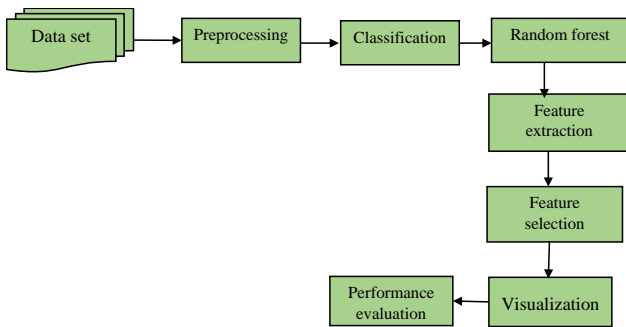 Data set
Preprocessing
Classification
Random forest
Feature
extraction
Feature
selection
Visualization
Performance
evaluation